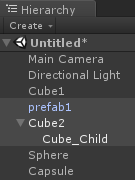 Hierarchy
Create
Untitled*
Main Camera
Directional Light
Cube1
prefab1
Cube2
Cube_Child
Sphere
Capsule